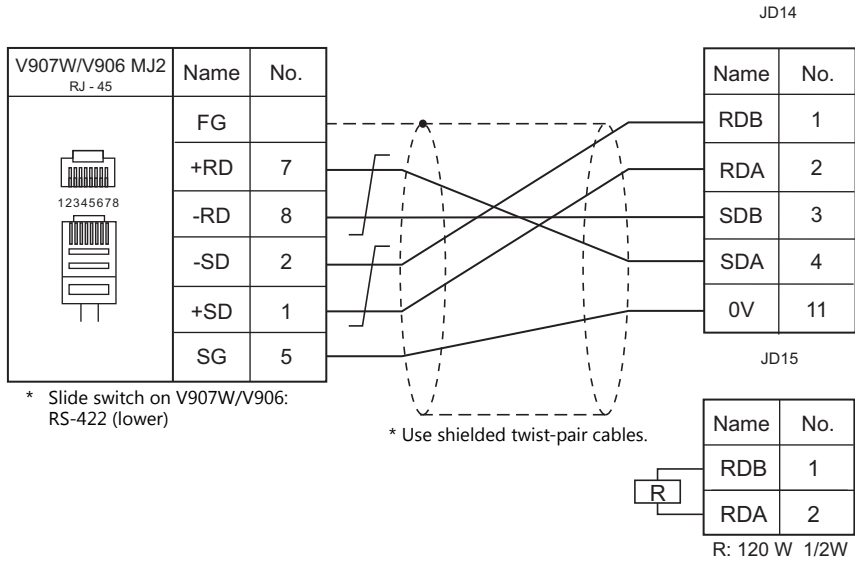 JD14
V907W/V906 MJ2 Name No.
RJ - 45
FG
+RD 7
-RD 8
-SD 2
+SD 1
SG 5
12345678
Name No.
RDB 1
RDA 2
SDB 3
SDA 4
0V 11
* Slide switch on V907W/V906:
RS-422 (lower)
* Use shielded twist-pair cables.
JD15
Name No.
RDB 1
RDA 2
R
R: 120 W 1/2W